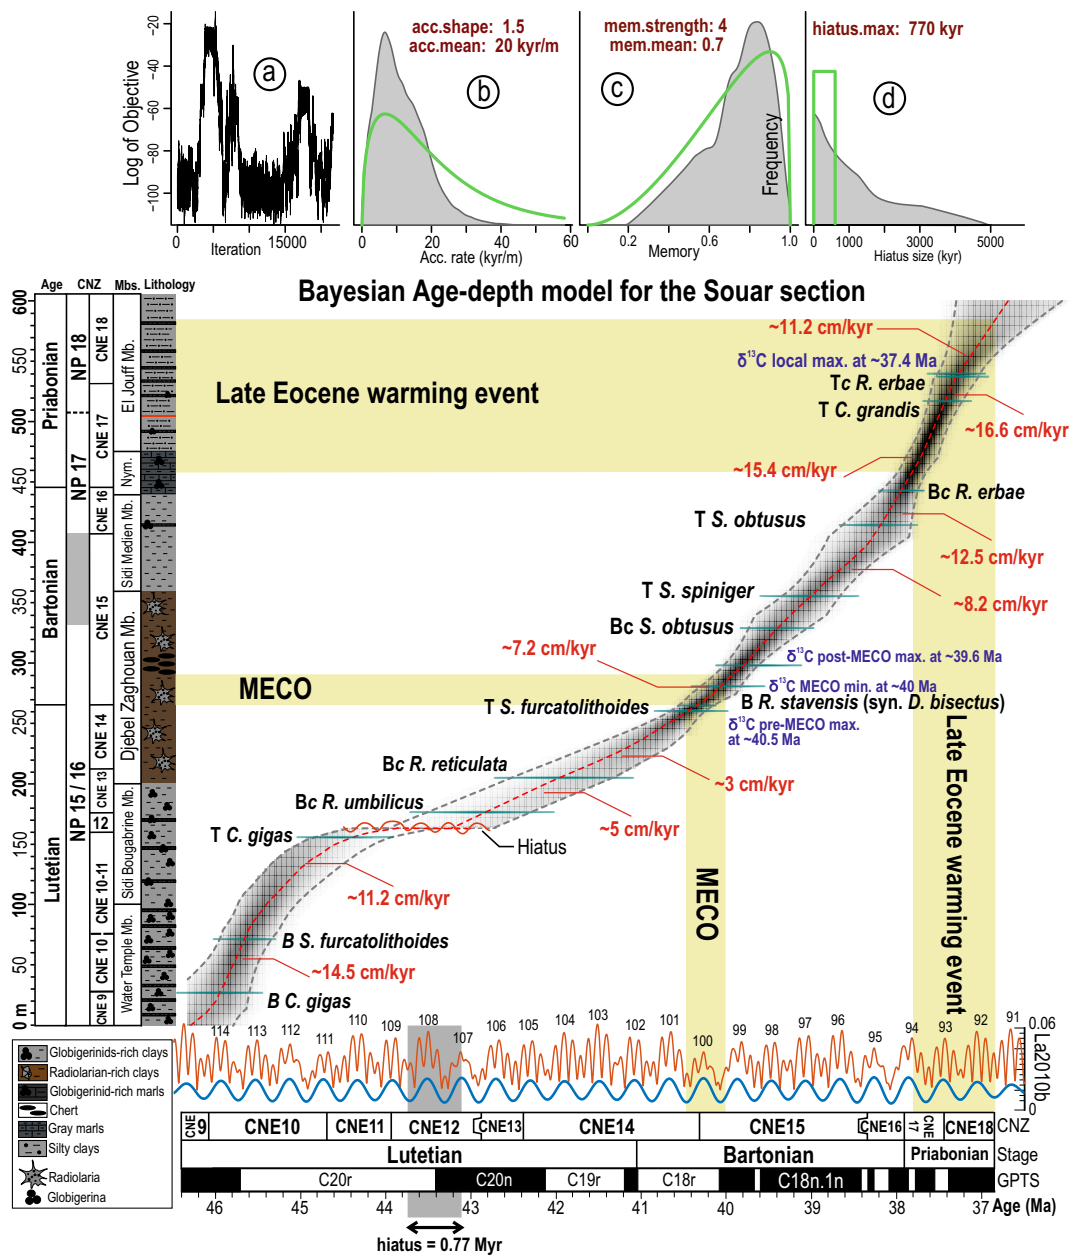 Log of Objective
−20
−40
−60
−80
−100
0
Iteration
15000
a
acc.shape: 1.5
acc.mean: 20 kyr/m
b
0
20
40
60
Acc. rate (kyr/m)
mem.strength: 4
mem.mean: 0.7
c
Frequency
0.2
0.6
1.0
Memory
hiatus.max: 770 kyr
d
0
1000
3000
5000
Hiatus size (kyr)
Bayesian Age-depth model for the Souar section
Age
CNZ
Mbs.
Lithology
600
550
500
450
400
350
300
250
200
150
100
50
0 m
Priabonian
Bartonian
Lutetian
NP 18
NP 17
NP 15 / 16
CNE 18
CNE 17
CNE 16
CNE 15
CNE 14
CNE 13
12
CNE 10-11
CNE 10
CNE 9
El Jouff Mb.
Nym.
Sidi Medien Mb.
Djebel Zaghouan Mb.
Sidi Bougabrine Mb.
Water Temple Mb.
Late Eocene warming event
MECO
~11.2 cm/kyr
δ13C local max. at ~37.4 Ma
Tc R. erbae
T C. grandis
~16.6 cm/kyr
~15.4 cm/kyr
Bc R. erbae
T S. obtusus
~12.5 cm/kyr
~8.2 cm/kyr
T S. spiniger
Bc S. obtusus
~7.2 cm/kyr
δ13C post-MECO max. at ~39.6 Ma
δ13C MECO min. at ~40 Ma
B R. stavensis (syn. D. bisectus)
T S. furcatolithoides
δ13C pre-MECO max.
at ~40.5 Ma
Bc R. reticulata
~3 cm/kyr
Bc R. umbilicus
~5 cm/kyr
T C. gigas
Hiatus
~11.2 cm/kyr
B S. furcatolithoides
~14.5 cm/kyr
B C. gigas
MECO
Late Eocene warming event
114
113
112
111
110
109
108
107
106
105
104
103
102
101
100
99
98
97
96
95
94
93
92
91
0.06
La2010b
0
CNE 9
CNE10
CNE11
CNE12
CNE13
CNE14
CNE15
CNE16
CNE 17
CNE18
CNZ
Lutetian
Bartonian
Priabonian
Stage
C20r
C20n
C19r
C18r
C18n.1n
GPTS
46
45
44
43
42
41
40
39
38
37
Age (Ma)
hiatus = 0.77 Myr
Globigerinids-rich clays
Radiolarian-rich clays
Globigerinid-rich marls
Chert
Gray marls
Silty clays
Radiolaria
Globigerina